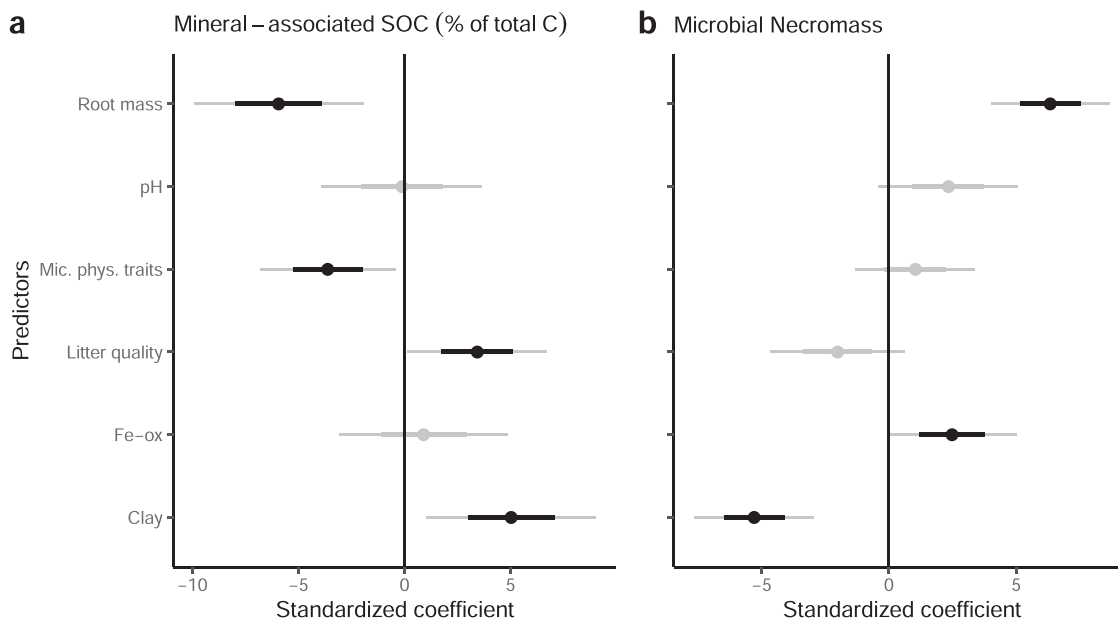 a
Mineral – associated SOC (% of total C)
Root mass
pH
Mic. phys. traits
Litter quality
Fe–ox
Clay
Predictors
−10 −5 0 5
Standardized coefficient
b
Microbial Necromass
−5 0 5
Standardized coefficient